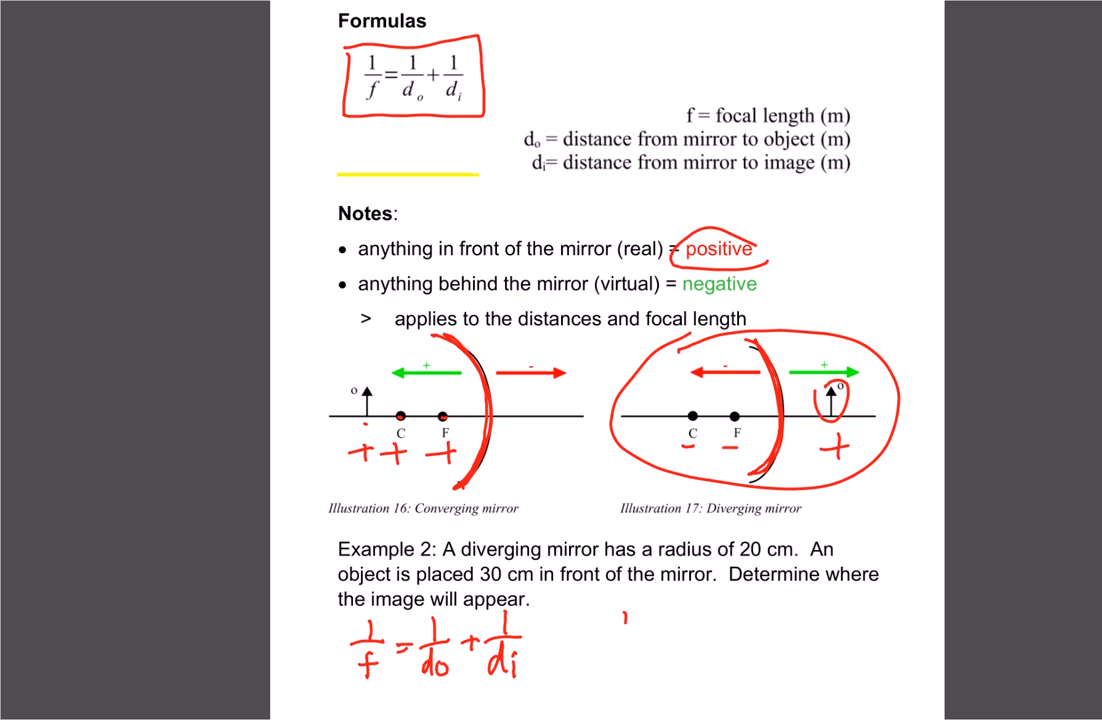 Formulas
1/f = 1/dₒ + 1/dᵢ
f = focal length (m)
dₒ = distance from mirror to object (m)
dᵢ= distance from mirror to image (m)
Notes:
• anything in front of the mirror (real) = positive
• anything behind the mirror (virtual) = negative
> applies to the distances and focal length
+ -
o
C F
+ + +
- +
o
C F
- - +
Illustration 16: Converging mirror
Illustration 17: Diverging mirror
Example 2: A diverging mirror has a radius of 20 cm. An
object is placed 30 cm in front of the mirror. Determine where
the image will appear.
1/f = 1/do + 1/di